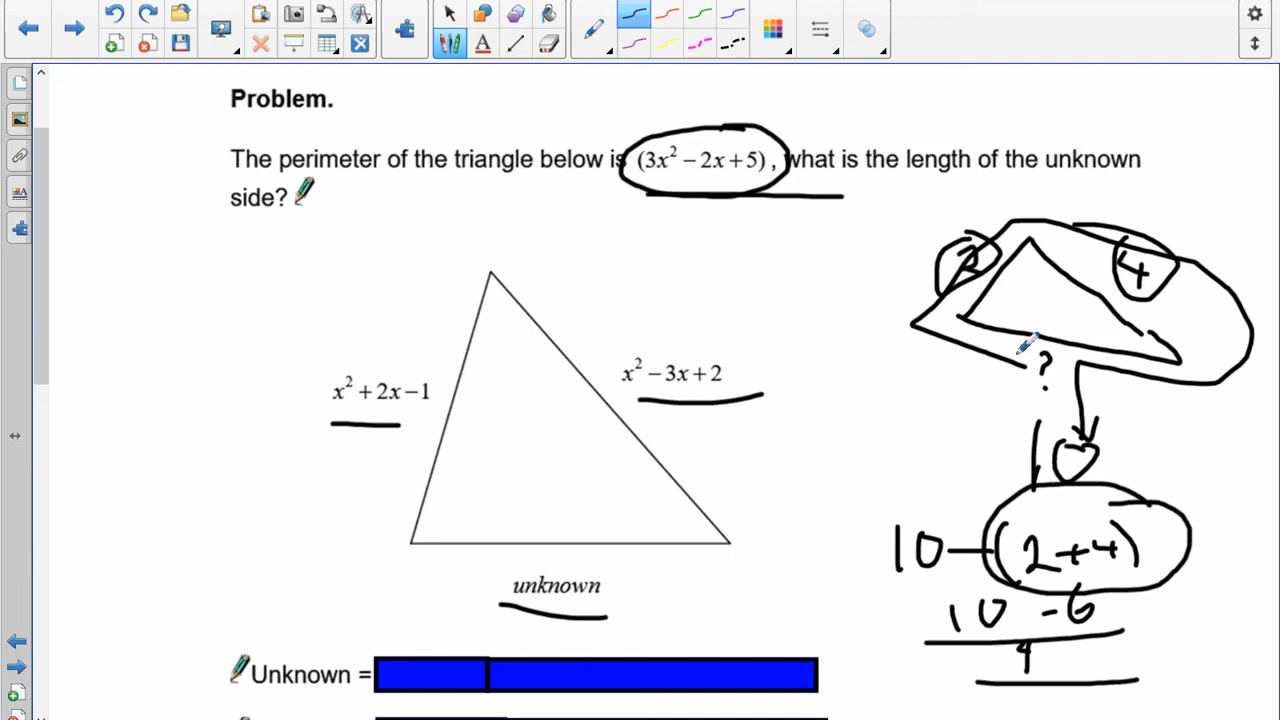 Problem.
The perimeter of the triangle below is (3x² − 2x + 5), what is the length of the unknown
side?
2
4
x² − 3x + 2
x² + 2x − 1
?
10
10 − (2 + 4)
unknown
10 - 6
4
Unknown =